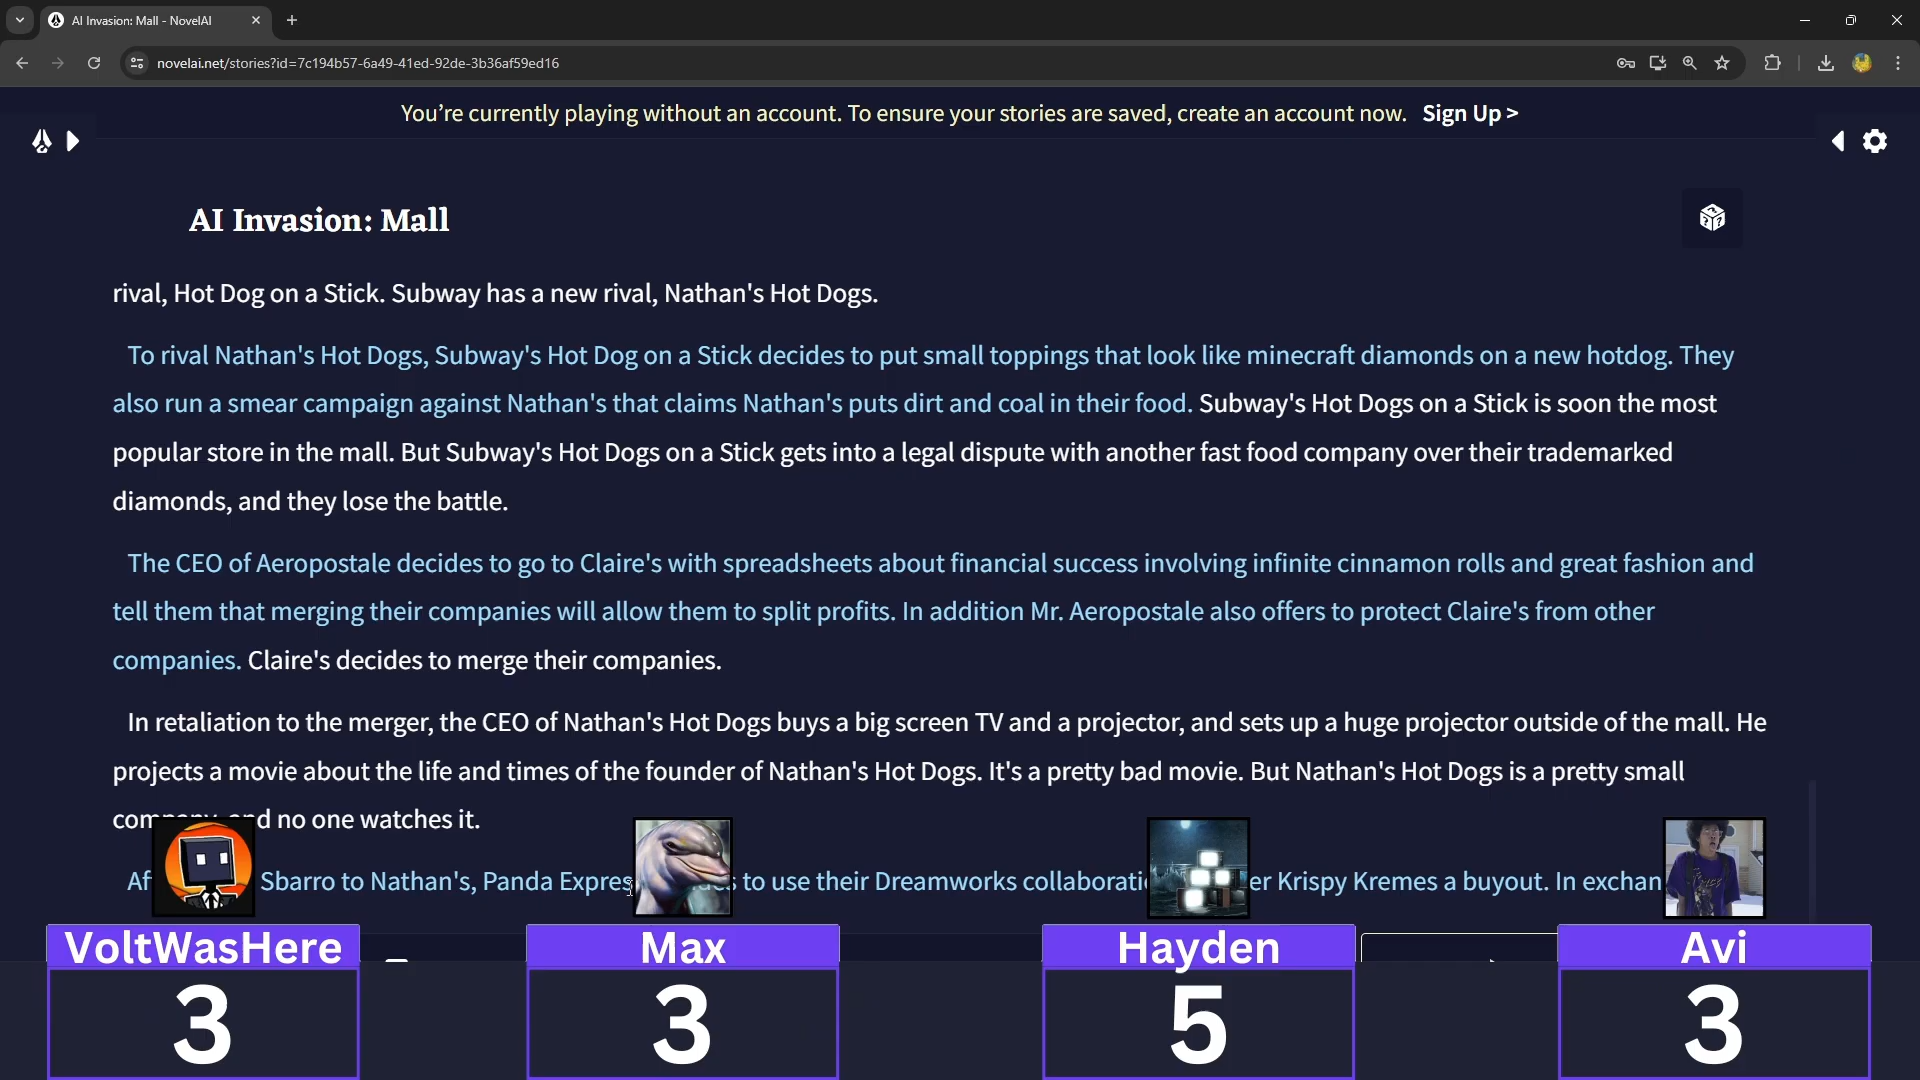 AI Invasion: Mall - NovelAI
novelai.net/stories?id=7c194b57-6a49-41ed-92de-3b36af59ed16
You're currently playing without an account. To ensure your stories are saved, create an account now. Sign Up >
AI Invasion: Mall
rival, Hot Dog on a Stick. Subway has a new rival, Nathan's Hot Dogs.
To rival Nathan's Hot Dogs, Subway's Hot Dog on a Stick decides to put small toppings that look like minecraft diamonds on a new hotdog. They
also run a smear campaign against Nathan's that claims Nathan's puts dirt and coal in their food. Subway's Hot Dogs on a Stick is soon the most
popular store in the mall. But Subway's Hot Dogs on a Stick gets into a legal dispute with another fast food company over their trademarked
diamonds, and they lose the battle.
The CEO of Aeropostale decides to go to Claire's with spreadsheets about financial success involving infinite cinnamon rolls and great fashion and
tell them that merging their companies will allow them to split profits. In addition Mr. Aeropostale also offers to protect Claire's from other
companies. Claire's decides to merge their companies.
In retaliation to the merger, the CEO of Nathan's Hot Dogs buys a big screen TV and a projector, and sets up a huge projector outside of the mall. He
projects a movie about the life and times of the founder of Nathan's Hot Dogs. It's a pretty bad movie. But Nathan's Hot Dogs is a pretty small
no one watches it.
Sbarro to Nathan's, Panda to use their Dreamworks Krispy Kremes a buyout. In
VoltWasHere
Max
Hayden
Avi
3
3
5
3